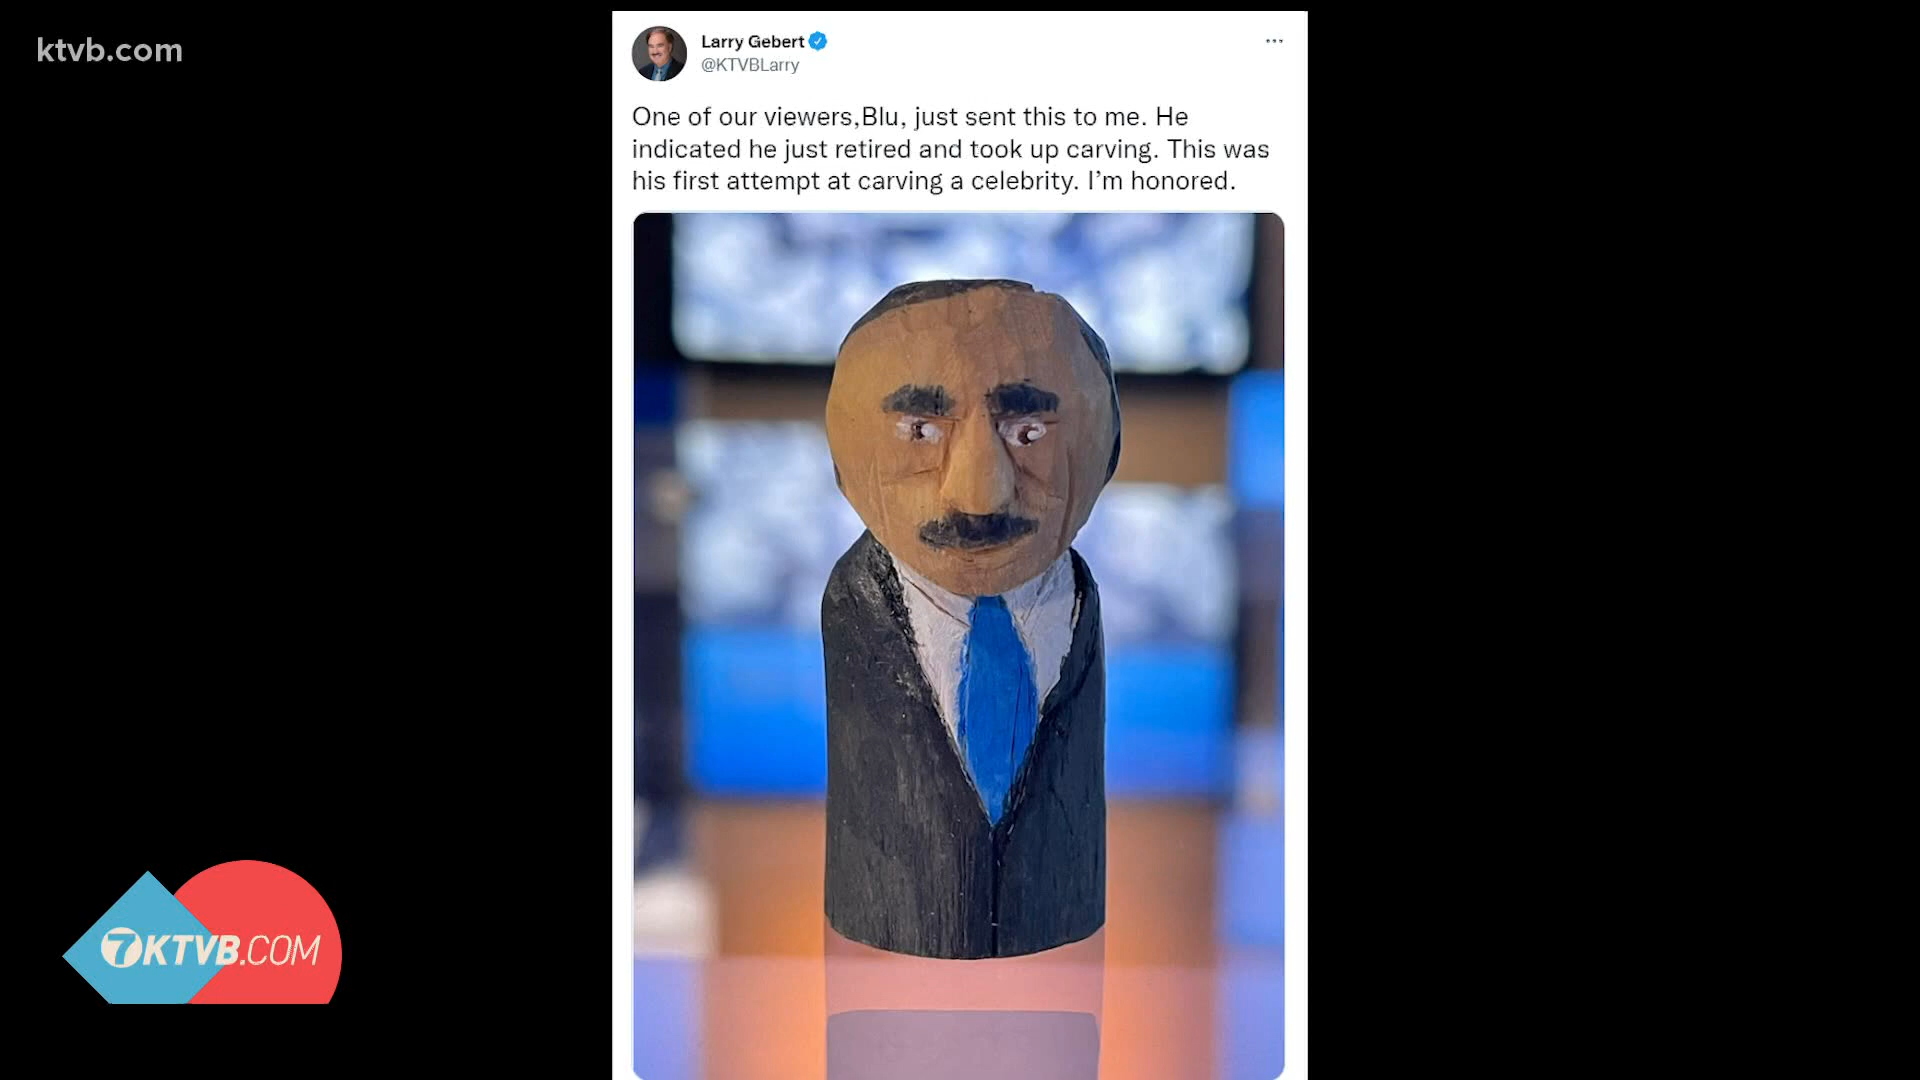 ktvb.com
Larry Gebert
@KTVBLarry
One of our viewers,Blu, just sent this to me. He
indicated he just retired and took up carving. This was
his first attempt at carving a celebrity. I'm honored.
7KTVB.COM